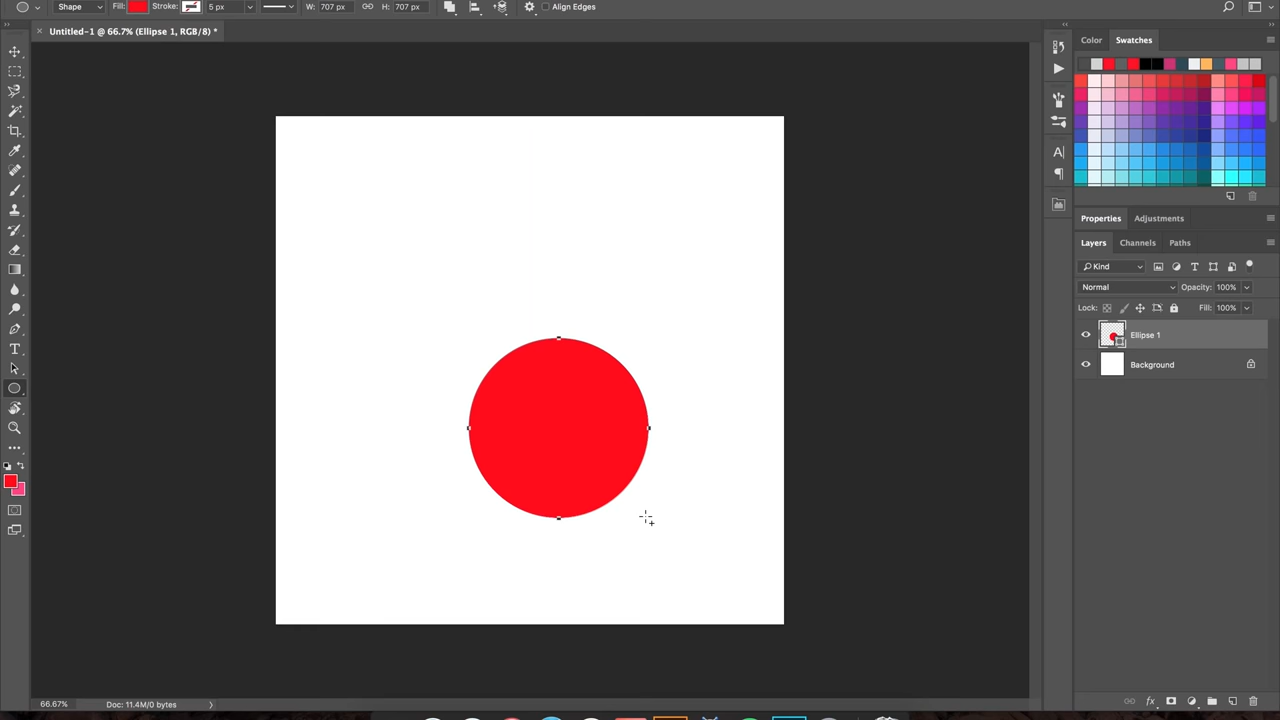 Shape Fill: Stroke: 5 px W: 707 px H: 707 px Align Edges
Untitled-1 @ 66.7% (Ellipse 1, RGB/8) *
Color Swatches
Properties Adjustments
Layers Channels Paths
Kind
Normal Opacity: 100%
Lock: Fill: 100%
Ellipse 1
Background
66.67% Doc: 11.4M/0 bytes